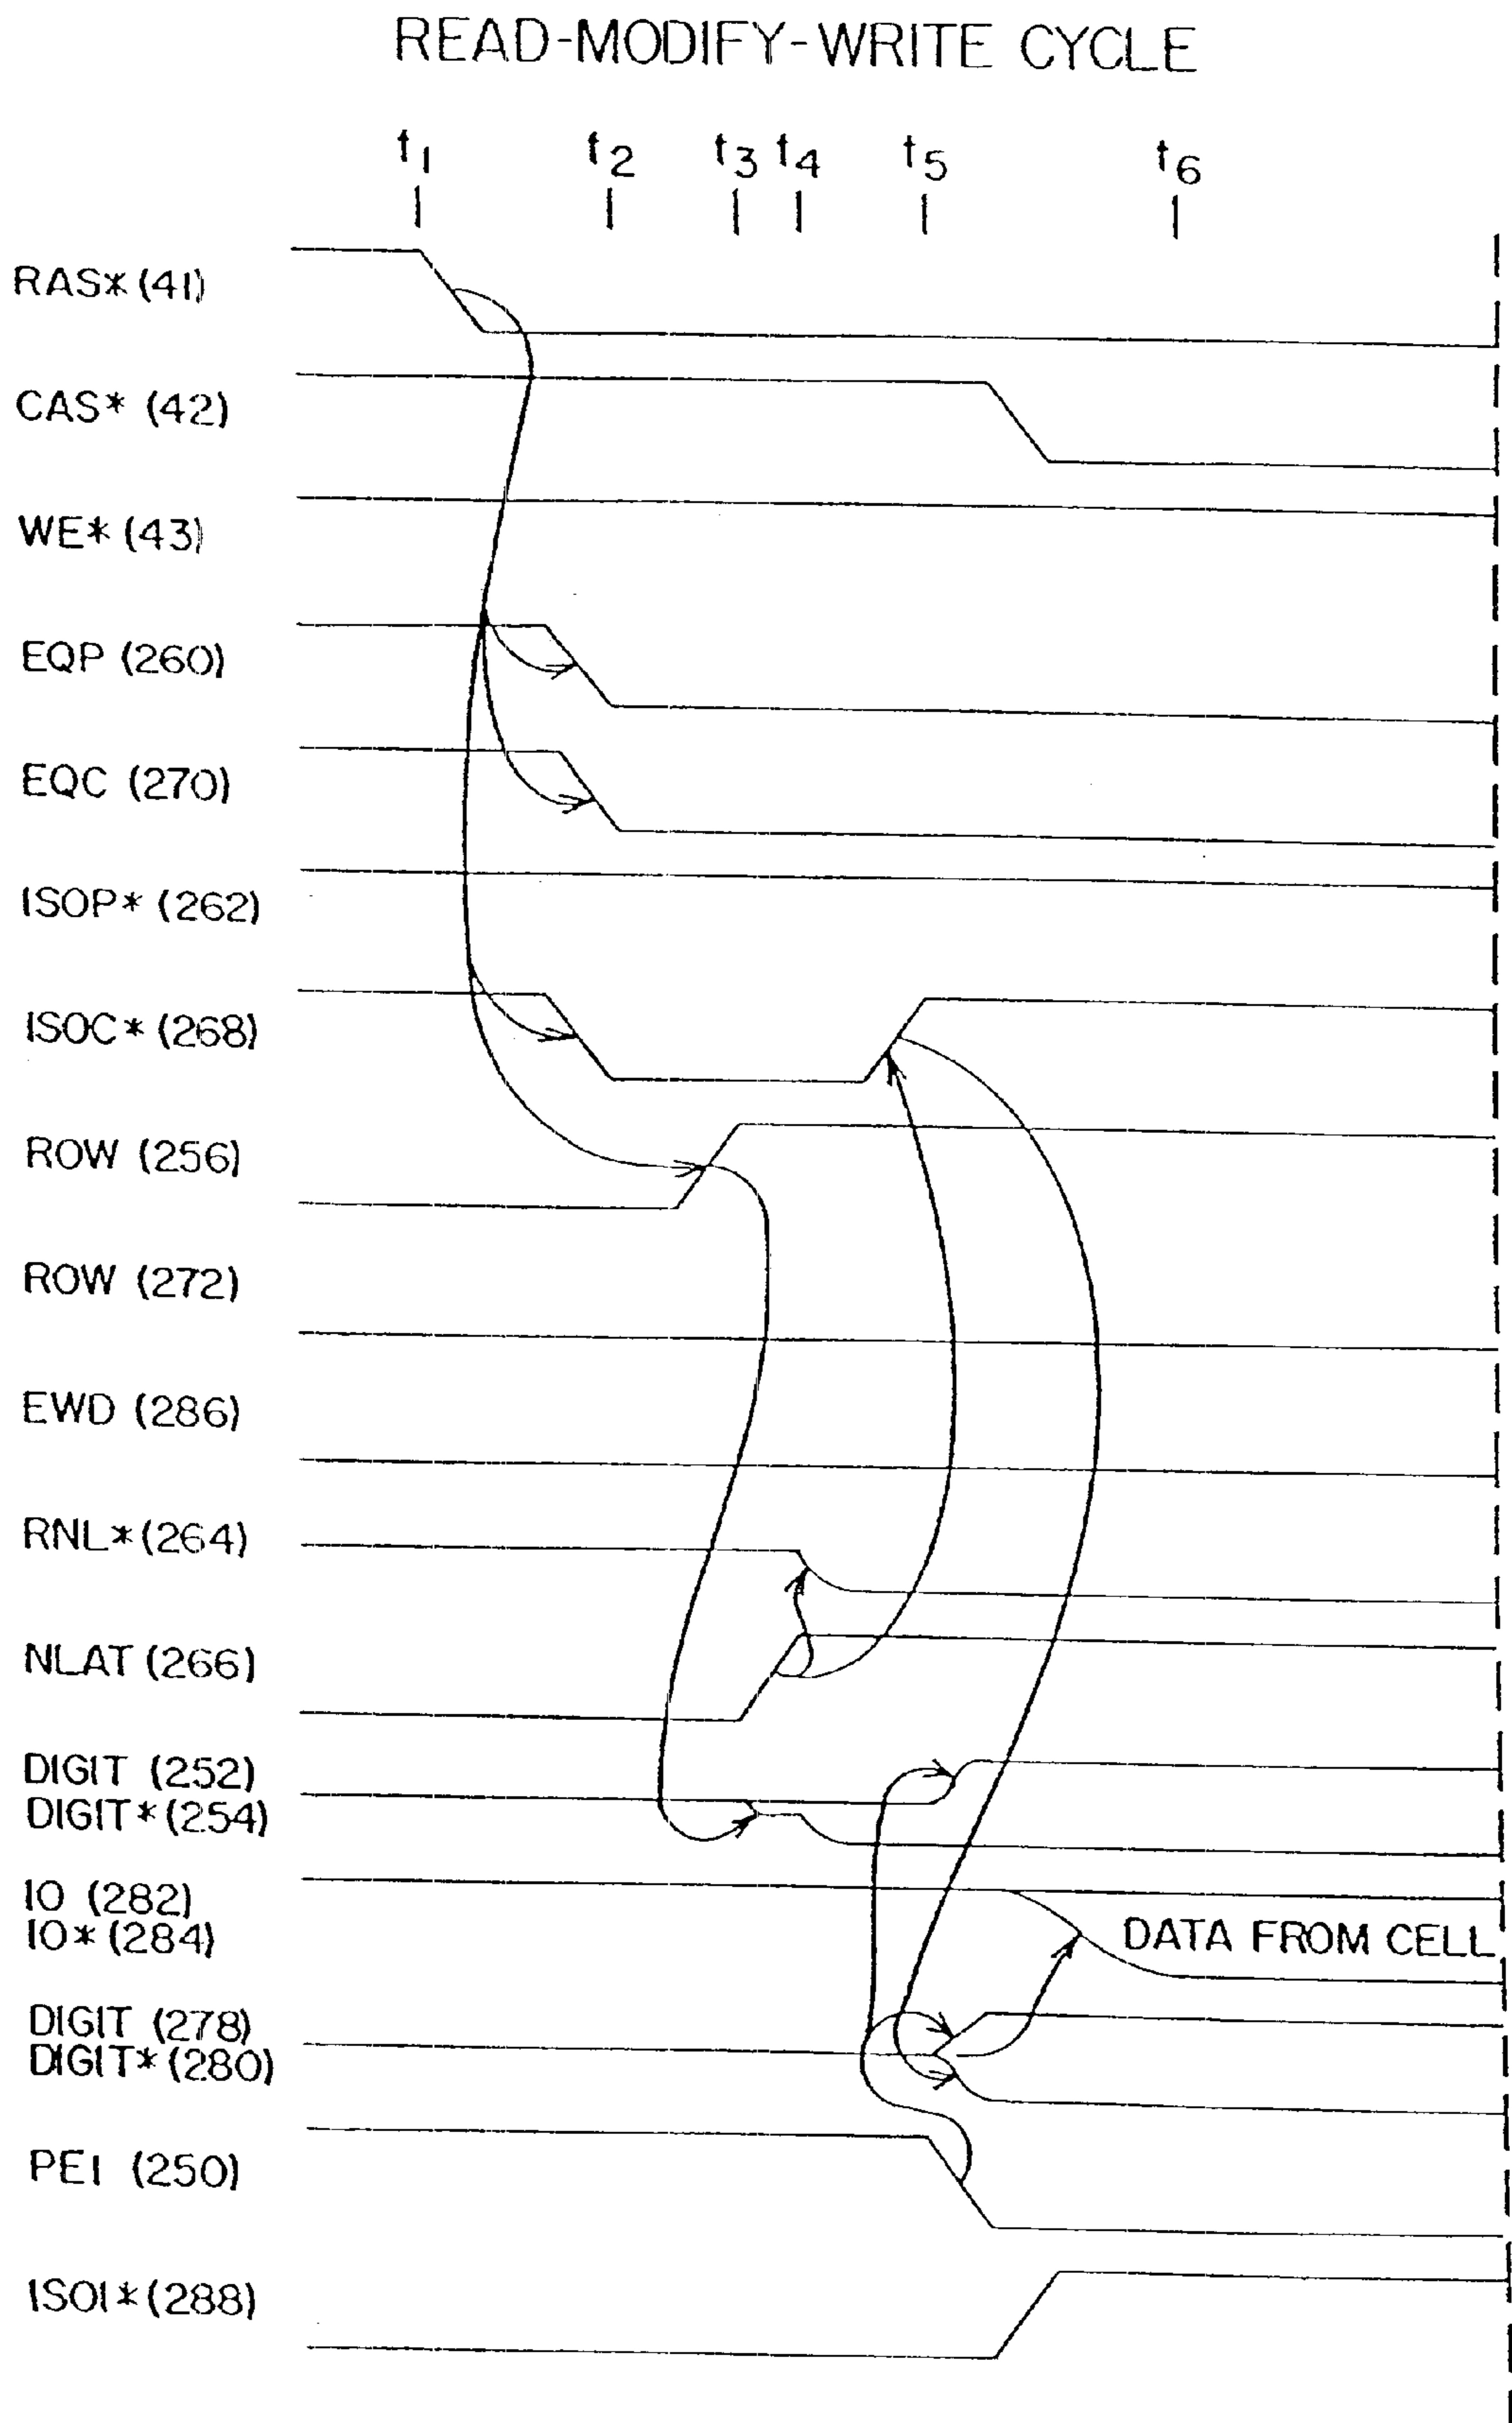 READ-MODIFY-WRITE CYCLE
t1 t2 t3 t4 t5 t6
RAS* (41)
CAS* (42)
WE* (43)
EQP (260)
EQC (270)
ISOP* (262)
ISOC* (268)
ROW (256)
ROW (272)
EWD (286)
RNL* (264)
NLAT (266)
DIGIT (252)
DIGIT* (254)
IO (282)
IO* (284)
DATA FROM CELL
DIGIT (278)
DIGIT* (280)
PE1 (250)
ISO1* (288)